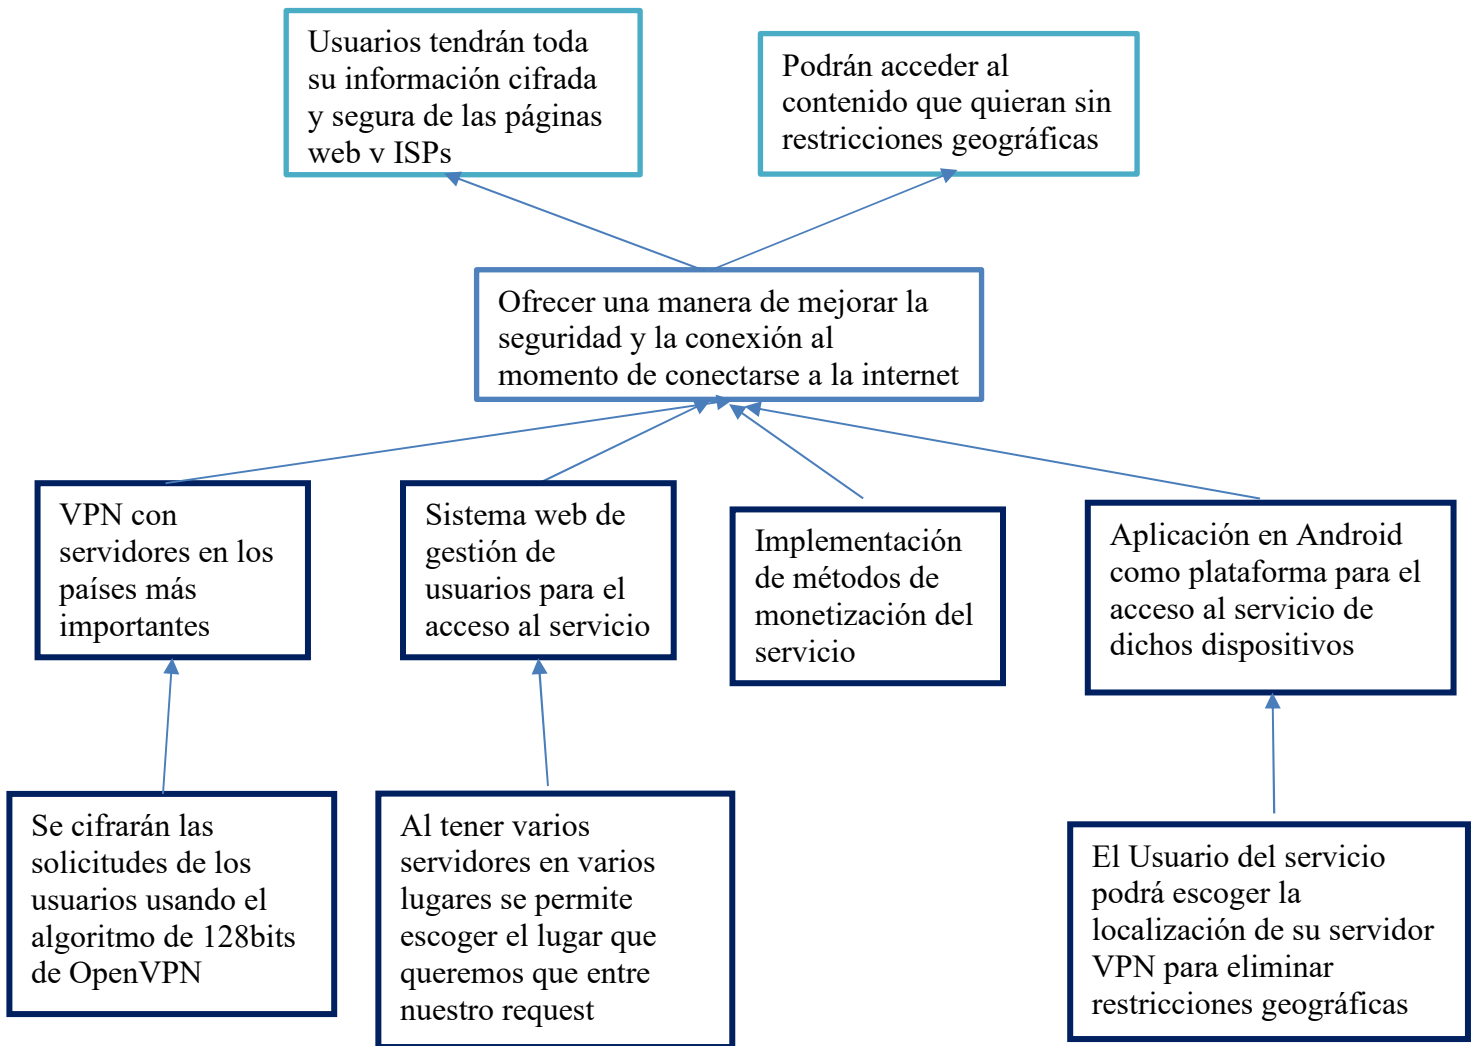 Usuarios tendrán toda
su información cifrada
y segura de las páginas
web y ISPs
Podrán acceder al
contenido que quieran sin
restricciones geográficas
Ofrecer una manera de mejorar la
seguridad y la conexión al
momento de conectarse a la internet
VPN con
servidores en los
países más
importantes
Sistema web de
gestión de
usuarios para el
acceso al servicio
Implementación
de métodos de
monetización del
servicio
Aplicación en Android
como plataforma para el
acceso al servicio de
dichos dispositivos
Se cifrarán las
solicitudes de los
usuarios usando el
algoritmo de 128bits
de OpenVPN
Al tener varios
servidores en varios
lugares se permite
escoger el lugar que
queremos que entre
nuestro request
El Usuario del servicio
podrá escoger la
localización de su servidor
VPN para eliminar
restricciones geográficas